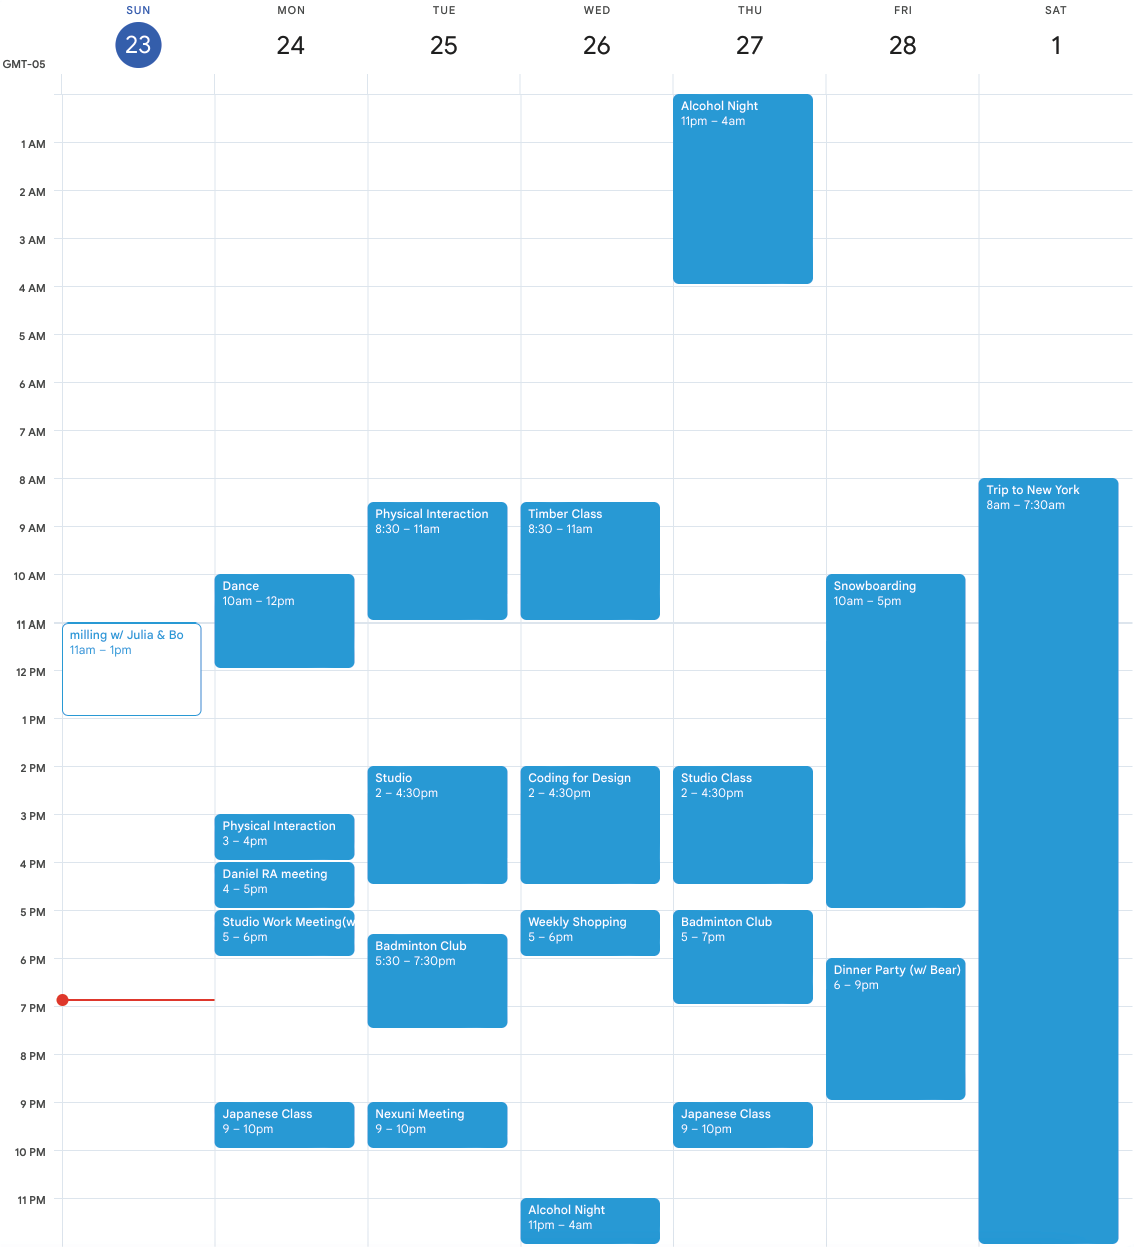 SUN
MON
TUE
WED
THU
FRI
SAT
23
24
25
26
27
28
1
GMT-05
1 AM
2 AM
3 AM
4 AM
5 AM
6 AM
7 AM
8 AM
9 AM
10 AM
11 AM
12 PM
1 PM
2 PM
3 PM
4 PM
5 PM
6 PM
7 PM
8 PM
9 PM
10 PM
11 PM
milling w/ Julia & Bo
11am – 1pm
Dance
10am – 12pm
Physical Interaction
3 – 4pm
Daniel RA meeting
4 – 5pm
Studio Work Meeting(w
5 – 6pm
Japanese Class
9 – 10pm
Physical Interaction
8:30 – 11am
Studio
2 – 4:30pm
Badminton Club
5:30 – 7:30pm
Nexuni Meeting
9 – 10pm
Timber Class
8:30 – 11am
Coding for Design
2 – 4:30pm
Weekly Shopping
5 – 6pm
Alcohol Night
11pm – 4am
Alcohol Night
11pm – 4am
Studio Class
2 – 4:30pm
Badminton Club
5 – 7pm
Japanese Class
9 – 10pm
Snowboarding
10am – 5pm
Dinner Party (w/ Bear)
6 – 9pm
Trip to New York
8am – 7:30am